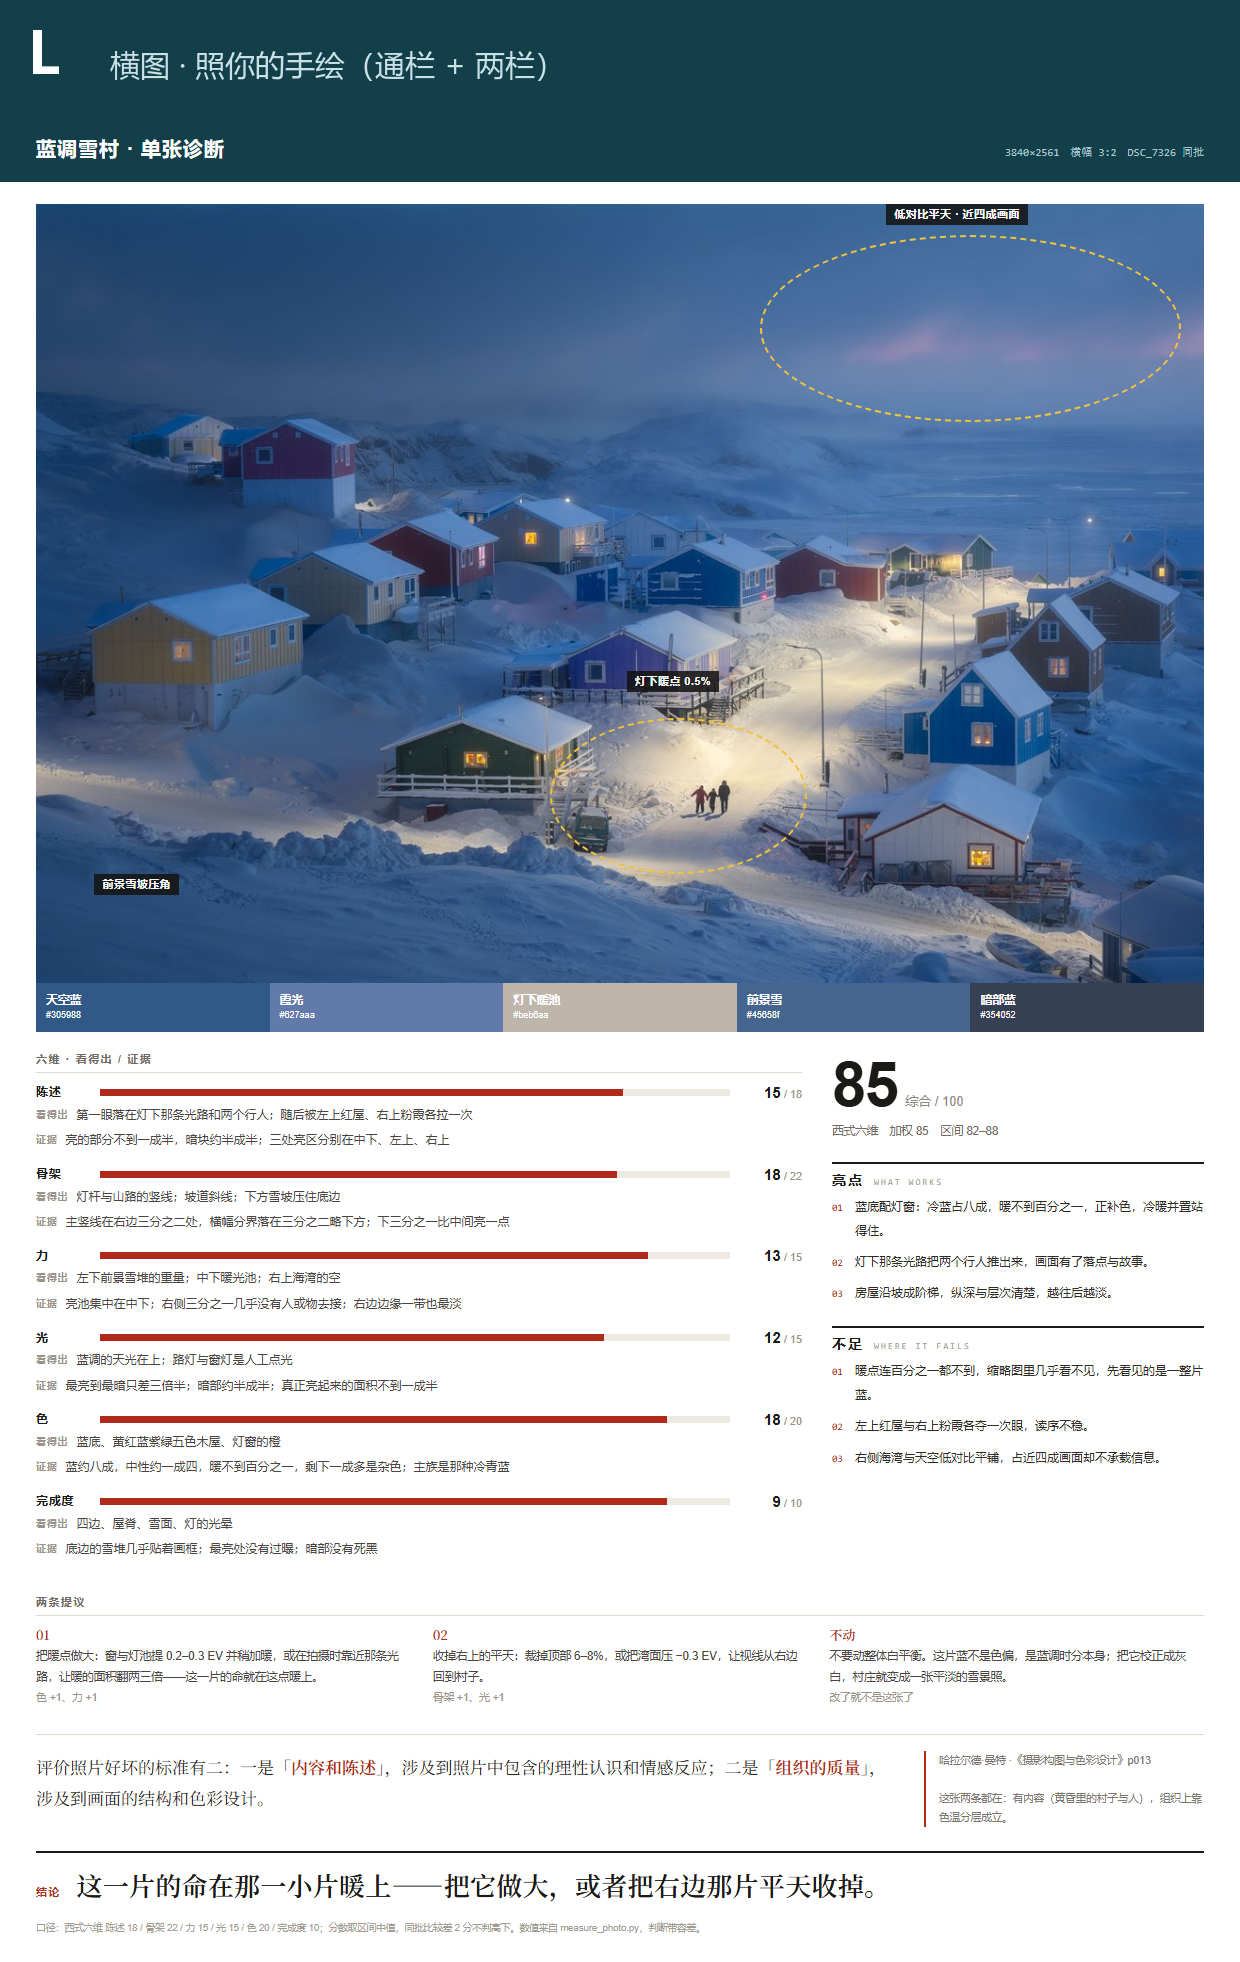 L 横图 · 照你的手绘（通栏 + 两栏）
蓝调雪村 · 单张诊断
3840×2561 横幅 3:2 DSC_7326 同批
低对比平天 · 近四成画面
灯下暖点 0.5%
前景雪坡压角
天空蓝
#305988
霞光
#627aaa
灯下暖池
#beb6aa
前景雪
#45658f
暗部蓝
#354052
六维 · 看得出 / 证据
陈述 15 / 18
看得出 第一眼落在灯下那条光路和两个行人；随后被左上红屋、右上粉霞各拉一次
证据 亮的部分不到一成半，暗块约半成半；三处亮区分别在中下、左上、右上
骨架 18 / 22
看得出 灯杆与山路的竖线；坡道斜线；下方雪坡压住底边
证据 主竖线在右边三分之二处，横幅分界落在三分之二略下方；下三分之一比中间亮一点
力 13 / 15
看得出 左下前景雪堆的重量；中下暖光池；右上海湾的空
证据 亮池集中在中下；右侧三分之一几乎没有人或物去接；右边边缘一带也最淡
光 12 / 15
看得出 蓝调的天光在上；路灯与窗灯是人工点光
证据 最亮到最暗只差三倍半；暗部约半成半；真正亮起来的面积不到一成半
色 18 / 20
看得出 蓝底、黄红蓝紫绿五色木屋、灯窗的橙
证据 蓝约八成，中性约一成四，暖不到百分之一，剩下一成多是杂色；主族是那种冷青蓝
完成度 9 / 10
看得出 四边、屋脊、雪面、灯的光晕
证据 底边的雪堆几乎贴着画框；最亮处没有过曝；暗部没有死黑
85 综合 / 100
西式六维 加权 85 区间 82–88
亮点 WHAT WORKS
01 蓝底配灯窗：冷蓝占八成，暖不到百分之一，正补色，冷暖并置站
得住。
02 灯下那条光路把两个行人推出来，画面有了落点与故事。
03 房屋沿坡成阶梯，纵深与层次清楚，越往后越淡。
不足 WHERE IT FAILS
01 暖点连百分之一都不到，缩略图里几乎看不见，先看见的是一整片
蓝。
02 左上红屋与右上粉霞各夺一次眼，读序不稳。
03 右侧海湾与天空低对比平铺，占近四成画面却不承载信息。
两条提议
01
把暖点做大：窗与灯池提 0.2–0.3 EV 并稍加暖，或在拍摄时靠近那条光
路，让暖的面积翻两三倍——这一片的命就在这点暖上。
色 +1、力 +1
02
收掉右上的平天：裁掉顶部 6–8%，或把湾面压 −0.3 EV，让视线从右边
回到村子。
骨架 +1、光 +1
不动
不要动整体白平衡。这片蓝不是色偏，是蓝调时分本身；把它校正成灰
白，村庄就变成一张平淡的雪景照。
改了就不是这张了
评价照片好坏的标准有二：一是「内容和陈述」，涉及到照片中包含的理性认识和情感反应；二是「组织的质量」，
涉及到画面的结构和色彩设计。
哈拉尔德·曼特 ·《摄影构图与色彩设计》p013
这张两条都在：有内容（黄昏里的村子与人），组织上靠
色温分层成立。
结论 这一片的命在那一小片暖上——把它做大，或者把右边那片平天收掉。
口径：西式六维 陈述 18 / 骨架 22 / 力 15 / 光 15 / 色 20 / 完成度 10；分数取区间中值，同批比较差 2 分不判高下。数值来自 measure_photo.py，判断带容差。